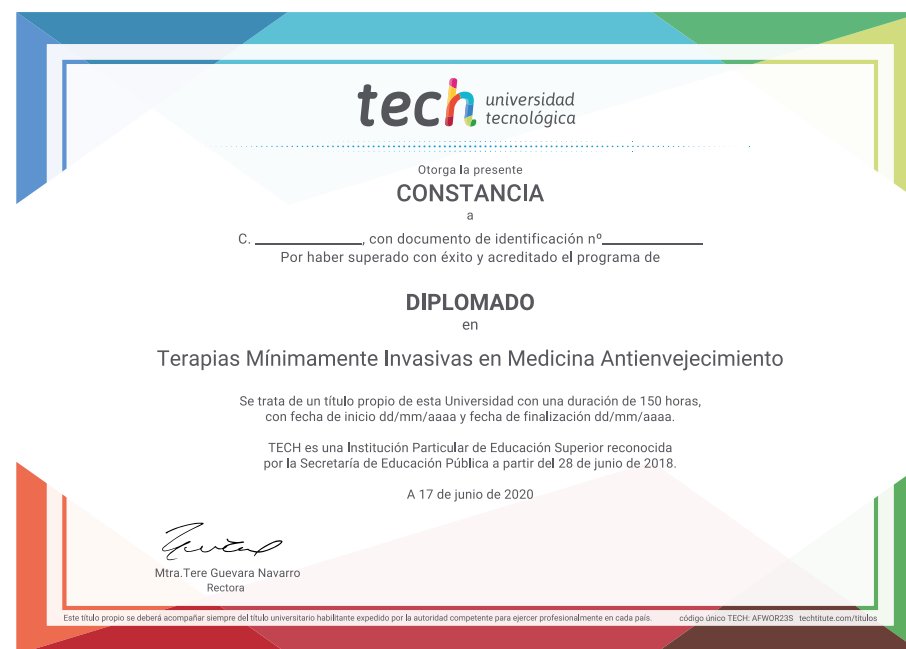 tech universidad
tecnológica
Otorga la presente
CONSTANCIA
a
C. ____________, con documento de identificación nº____________
Por haber superado con éxito y acreditado el programa de
DIPLOMADO
en
Terapias Mínimamente Invasivas en Medicina Antienvejecimiento
Se trata de un título propio de esta Universidad con una duración de 150 horas,
con fecha de inicio dd/mm/aaaa y fecha de finalización dd/mm/aaaa.
TECH es una Institución Particular de Educación Superior reconocida
por la Secretaría de Educación Pública a partir del 28 de junio de 2018.
A 17 de junio de 2020
Mtra.Tere Guevara Navarro
Rectora
Este título propio se deberá acompañar siempre del título universitario habilitante expedido por la autoridad competente para ejercer profesionalmente en cada país. código único TECH: AFWOR23S techtitute.com/titulos